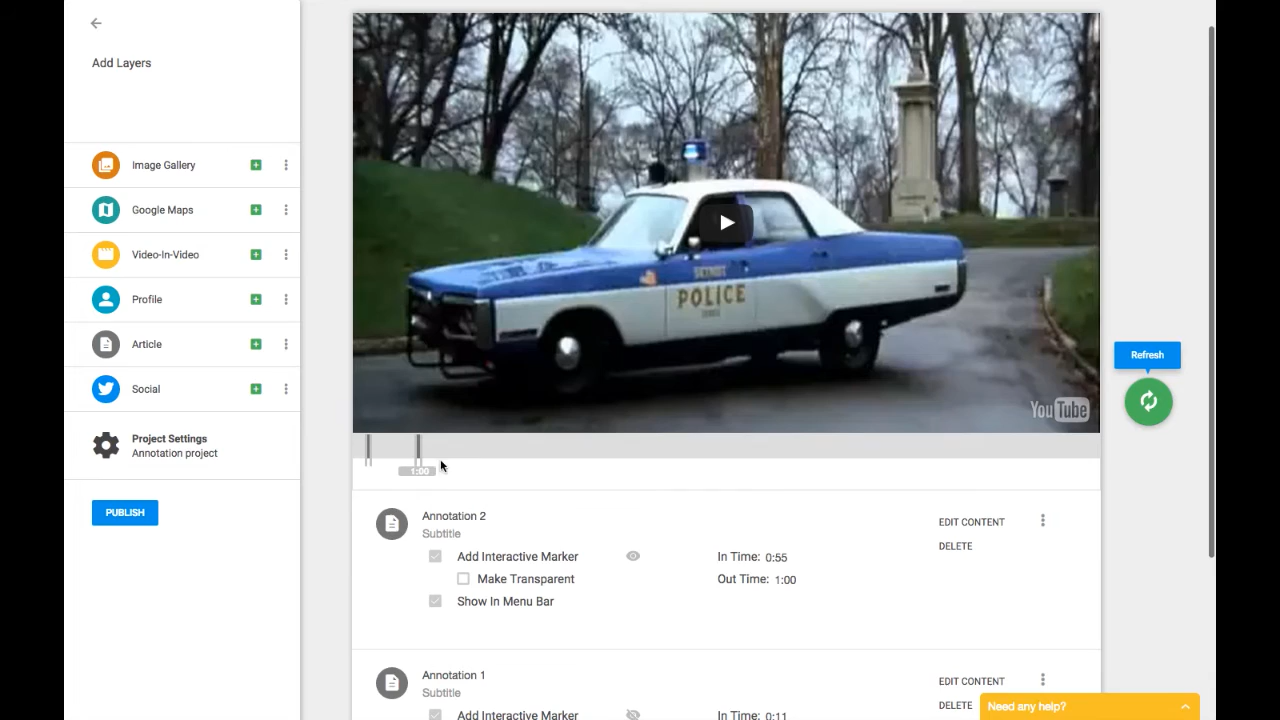 Add Layers
Image Gallery
Google Maps
Video-In-Video
Profile
Article
Social
Project Settings
Annotation project
PUBLISH
POLICE
YouTube
Refresh
1:00
Annotation 2
Subtitle
Add Interactive Marker
In Time: 0:55
EDIT CONTENT
Make Transparent
Out Time: 1:00
DELETE
Show In Menu Bar
Annotation 1
Subtitle
EDIT CONTENT
DELETE
Add Interactive Marker
In Time: 0:11
Need any help?